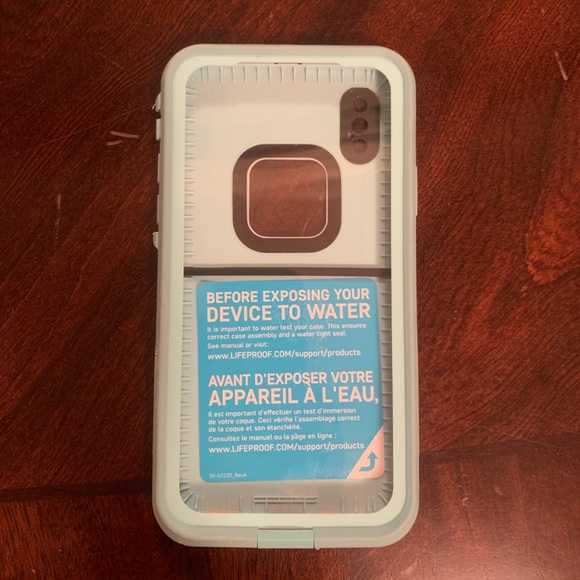 BEFORE EXPOSING YOUR
DEVICE TO WATER
It is important to water test your case. This ensures
correct case assembly and a water tight seal.
See manual or visit:
www.LIFEPROOF.COM/support/products
AVANT D'EXPOSER VOTRE
APPAREIL À L'EAU,
Il est important d'effectuer un test d'immersion
de votre coque. Ceci vérifie l'assemblage correct
de la coque et son étanchéité.
Consultez le manuel ou la page en ligne :
www.LIFEPROOF.COM/support/products